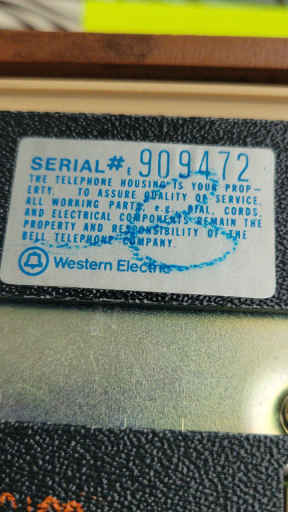 SERIAL# E 909472
THE TELEPHONE HOUSING IS YOUR PROP-
ERTY. TO ASSURE QUALITY OF SERVICE,
ALL WORKING PARTS, e.g. DIAL, CORDS,
AND ELECTRICAL COMPONENTS REMAIN THE
PROPERTY AND RESPONSIBILITY OF THE
BELL TELEPHONE COMPANY.
Western Electric